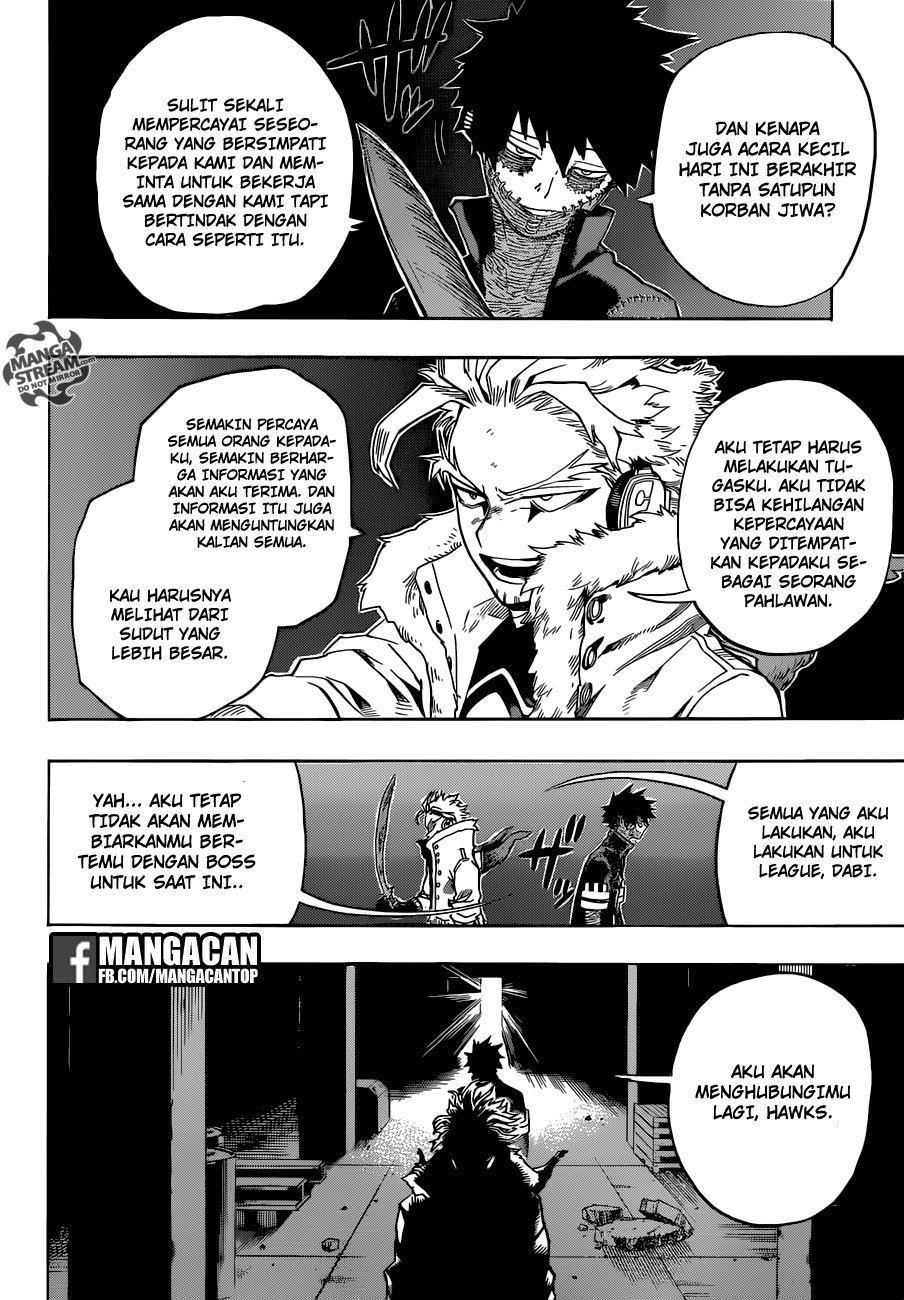 DAN KENAPA
JUGA ACARA KECIL
HARI INI BERAKHIR
TANPA SATUPUN
KORBAN JIWA?
SULIT SEKALI
MEMPERCAYAI SESEO-
RANG YANG BERSIMPATI
KEPADA KAMI DAN MEM-
INTA UNTUK BEKERJA
SAMA DENGAN KAMI TAPI
BERTINDAK DENGAN
CARA SEPERTI ITU.
MANGA
STREAM.com
DO NOT MIRROR
AKU TETAP HARUS
MELAKUKAN TU-
GASKU. AKU TIDAK
BISA KEHILANGAN
KEPERCAYAAN
YANG DITEMPAT-
KAN KEPADAKU SE-
BAGAI SEORANG
PAHLAWAN.
SEMAKIN PERCAYA
SEMUA ORANG KEPADA-
KU, SEMAKIN BERHAR-
GA INFORMASI YANG
AKAN AKU TERIMA. DAN
INFORMASI ITU JUGA
AKAN MENGUNTUNGKAN
KALIAN SEMUA.
KAU HARUSNYA
MELIHAT DARI
SUDUT YANG
LEBIH BESAR.
SEMUA YANG AKU
LAKUKAN, AKU
LAKUKAN UNTUK
LEAGUE, DABI.
YAH... AKU TETAP
TIDAK AKAN MEM-
BIARKANMU BER-
TEMU DENGAN BOSS
UNTUK SAAT INI..
f MANGACAN
FB.COM/MANGACANTOP
AKU AKAN
MENGHUBUNGIMU
LAGI, HAWKS.